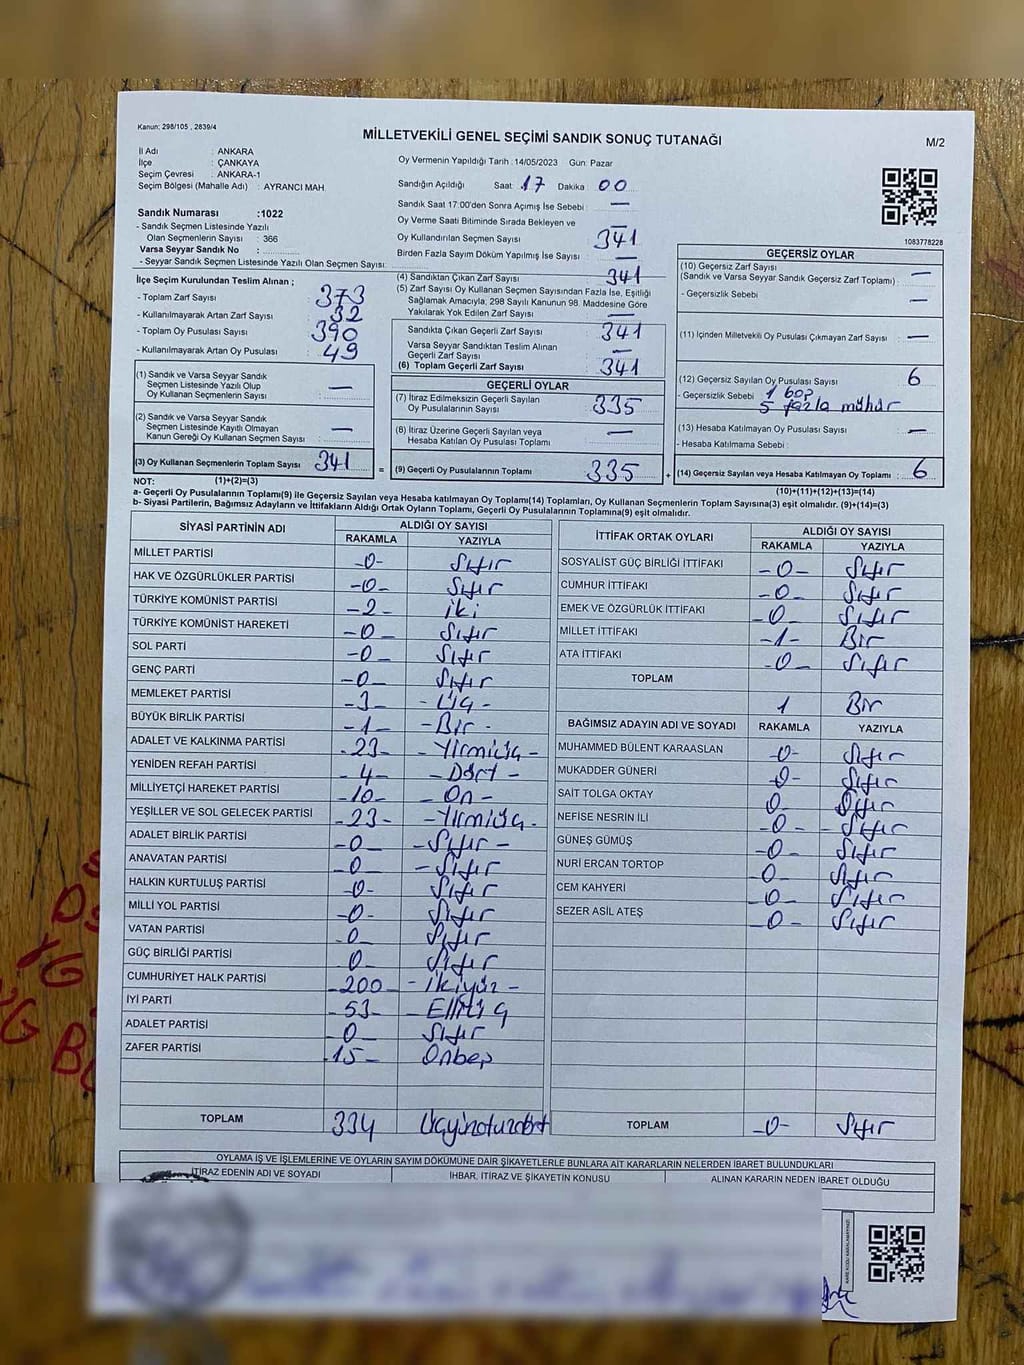 Kanun: 298/105 , 2839/4
MİLLETVEKİLİ GENEL SEÇİMİ SANDIK SONUÇ TUTANAĞI
M/2
İl Adı : ANKARA
İlçe : ÇANKAYA
Seçim Çevresi : ANKARA-1
Seçim Bölgesi (Mahalle Adı) : AYRANCI MAH.
Sandık Numarası :1022
- Sandık Seçmen Listesinde Yazılı
Olan Seçmenlerin Sayısı : 366
Varsa Seyyar Sandık No :
- Seyyar Sandık Seçmen Listesinde Yazılı Olan Seçmen Sayısı:
Oy Vermenin Yapıldığı Tarih : 14/05/2023 Gün: Pazar
Sandığın Açıldığı Saat: 17 Dakika : 00
Sandık Saat 17:00'den Sonra Açımış İse Sebebi : —
Oy Verme Saati Bitiminde Sırada Bekleyen ve —
Oy Kullandırılan Seçmen Sayısı 341
Birden Fazla Sayım Döküm Yapılmış İse Sayısı : —
1083778228
İlçe Seçim Kurulundan Teslim Alınan ;
- Toplam Zarf Sayısı : 373
- Kullanılmayarak Artan Zarf Sayısı : 32
- Toplam Oy Pusulası Sayısı : 390
- Kullanılmayarak Artan Oy Pusulası : 49
(1) Sandık ve Varsa Seyyar Sandık
Seçmen Listesinde Yazılı Olup
Oy Kullanan Seçmenlerin Sayısı : —
(2) Sandık ve Varsa Seyyar Sandık
Seçmen Listesinde Kayıtlı Olmayan
Kanun Gereği Oy Kullanan Seçmen Sayısı : —
(3) Oy Kullanan Seçmenlerin Toplam Sayısı : 341
(1)+(2)=(3)
(4) Sandıktan Çıkan Zarf Sayısı : 341
(5) Zarf Sayısı Oy Kullanan Seçmen Sayısından Fazla İse, Eşitliği
Sağlamak Amacıyla; 298 Sayılı Kanunun 98. Maddesine Göre
Yakılarak Yok Edilen Zarf Sayısı : —
Sandıkta Çıkan Geçerli Zarf Sayısı : 341
Varsa Seyyar Sandıktan Teslim Alınan
Geçerli Zarf Sayısı : —
(6) Toplam Geçerli Zarf Sayısı : 341
GEÇERLİ OYLAR
(7) İtiraz Edilmeksizin Geçerli Sayılan
Oy Pusulalarının Sayısı : 335
(8) İtiraz Üzerine Geçerli Sayılan veya
Hesaba Katılan Oy Pusulası Toplamı : —
= (9) Geçerli Oy Pusulalarının Toplamı : 335 +
GEÇERSİZ OYLAR
(10) Geçersiz Zarf Sayısı
(Sandık ve Varsa Seyyar Sandık Geçersiz Zarf Toplamı) : —
- Geçersizlik Sebebi : —
(11) İçinden Milletvekili Oy Pusulası Çıkmayan Zarf Sayısı : —
(12) Geçersiz Sayılan Oy Pusulası Sayısı : 6
- Geçersizlik Sebebi : 1 boş
5 fazla mühür
(13) Hesaba Katılmayan Oy Pusulası Sayısı : —
- Hesaba Katılmama Sebebi :
(14) Geçersiz Sayılan veya Hesaba Katılmayan Oy Toplamı : 6
(10)+(11)+(12)+(13)=(14)
NOT:
a- Geçerli Oy Pusulalarının Toplamı(9) ile Geçersiz Sayılan veya Hesaba katılmayan Oy Toplamı(14) Toplamları, Oy Kullanan Seçmenlerin Toplam Sayısına(3) eşit olmalıdır. (9)+(14)=(3)
b- Siyasi Partilerin, Bağımsız Adayların ve İttifakların Aldığı Ortak Oyların Toplamı, Geçerli Oy Pusulalarının Toplamına(9) eşit olmalıdır.
SİYASİ PARTİNİN ADI ALDIĞI OY SAYISI
RAKAMLA YAZIYLA
MİLLET PARTİSİ -0- Sıfır
HAK VE ÖZGÜRLÜKLER PARTİSİ -0- Sıfır
TÜRKİYE KOMÜNİST PARTİSİ -2- iki
TÜRKİYE KOMÜNİST HAREKETİ -0- Sıfır
SOL PARTİ -0- Sıfır
GENÇ PARTİ -0- Sıfır
MEMLEKET PARTİSİ -3- - Üç -
BÜYÜK BİRLİK PARTİSİ -1- - Bir -
ADALET VE KALKINMA PARTİSİ -23- - Yirmiüç -
YENİDEN REFAH PARTİSİ -4- - Dört -
MİLLİYETÇİ HAREKET PARTİSİ -10- - On -
YEŞİLLER VE SOL GELECEK PARTİSİ -23- - Yirmiüç -
ADALET BİRLİK PARTİSİ -0- - Sıfır -
ANAVATAN PARTİSİ -0- - Sıfır
HALKIN KURTULUŞ PARTİSİ -0- Sıfır
MİLLİ YOL PARTİSİ -0- Sıfır
VATAN PARTİSİ -0- Sıfır
GÜÇ BİRLİĞİ PARTİSİ -0- Sıfır
CUMHURİYET HALK PARTİSİ -200- - ikiyüz -
İYİ PARTİ -53- - Elliüç
ADALET PARTİSİ -0- Sıfır
ZAFER PARTİSİ -15- Onbeş
TOPLAM 334 Üçyüzotuzdört
İTTİFAK ORTAK OYLARI ALDIĞI OY SAYISI
RAKAMLA YAZIYLA
SOSYALİST GÜÇ BİRLİĞİ İTTİFAKI -0- Sıfır
CUMHUR İTTİFAKI -0- Sıfır
EMEK VE ÖZGÜRLÜK İTTİFAKI -0- Sıfır
MİLLET İTTİFAKI -1- Bir
ATA İTTİFAKI -0- Sıfır
TOPLAM 1 Bir
BAĞIMSIZ ADAYIN ADI VE SOYADI RAKAMLA YAZIYLA
MUHAMMED BÜLENT KARAASLAN -0- Sıfır
MUKADDER GÜNERİ -0- Sıfır
SAİT TOLGA OKTAY 0- Sıfır
NEFİSE NESRİN İLİ -0- - Sıfır
GÜNEŞ GÜMÜŞ -0- Sıfır
NURİ ERCAN TORTOP -0- Sıfır
CEM KAHYERİ -0- Sıfır
SEZER ASİL ATEŞ -0- Sıfır
TOPLAM -0- Sıfır
OYLAMA İŞ VE İŞLEMLERİNE VE OYLARIN SAYIM DÖKÜMÜNE DAİR ŞİKAYETLERLE BUNLARA AİT KARARLARIN NELERDEN İBARET BULUNDUKLARI
İTİRAZ EDENİN ADI VE SOYADI İHBAR, İTİRAZ VE ŞİKAYETİN KONUSU ALINAN KARARIN NEDEN İBARET OLDUĞU